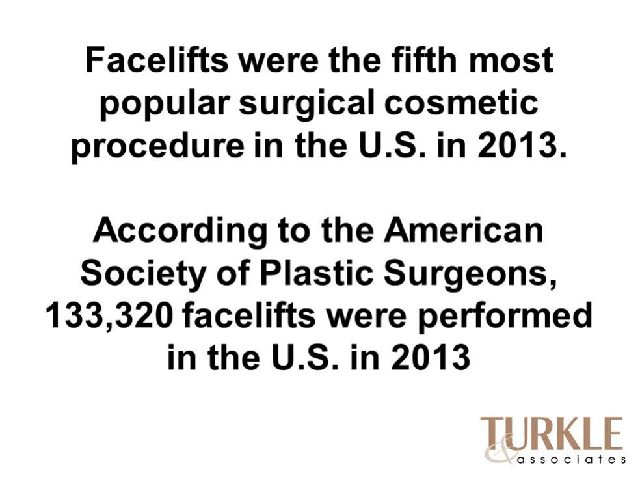 Facelifts were the fifth most
popular surgical cosmetic
procedure in the U.S. in 2013.
According to the American
Society of Plastic Surgeons,
133,320 facelifts were performed
in the U.S. in 2013
TURKLE
& associates